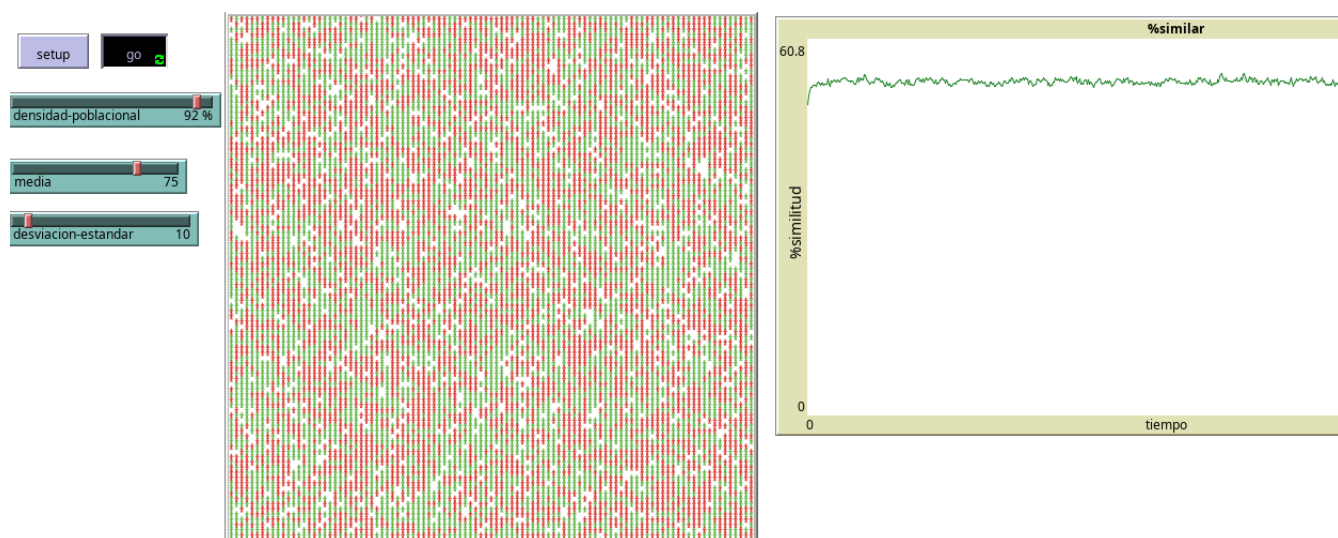 setup
go
densidad-poblacional 92 %
media 75
desviacion-estandar 10
%similar
60.8
%similitud
0
0
tiempo